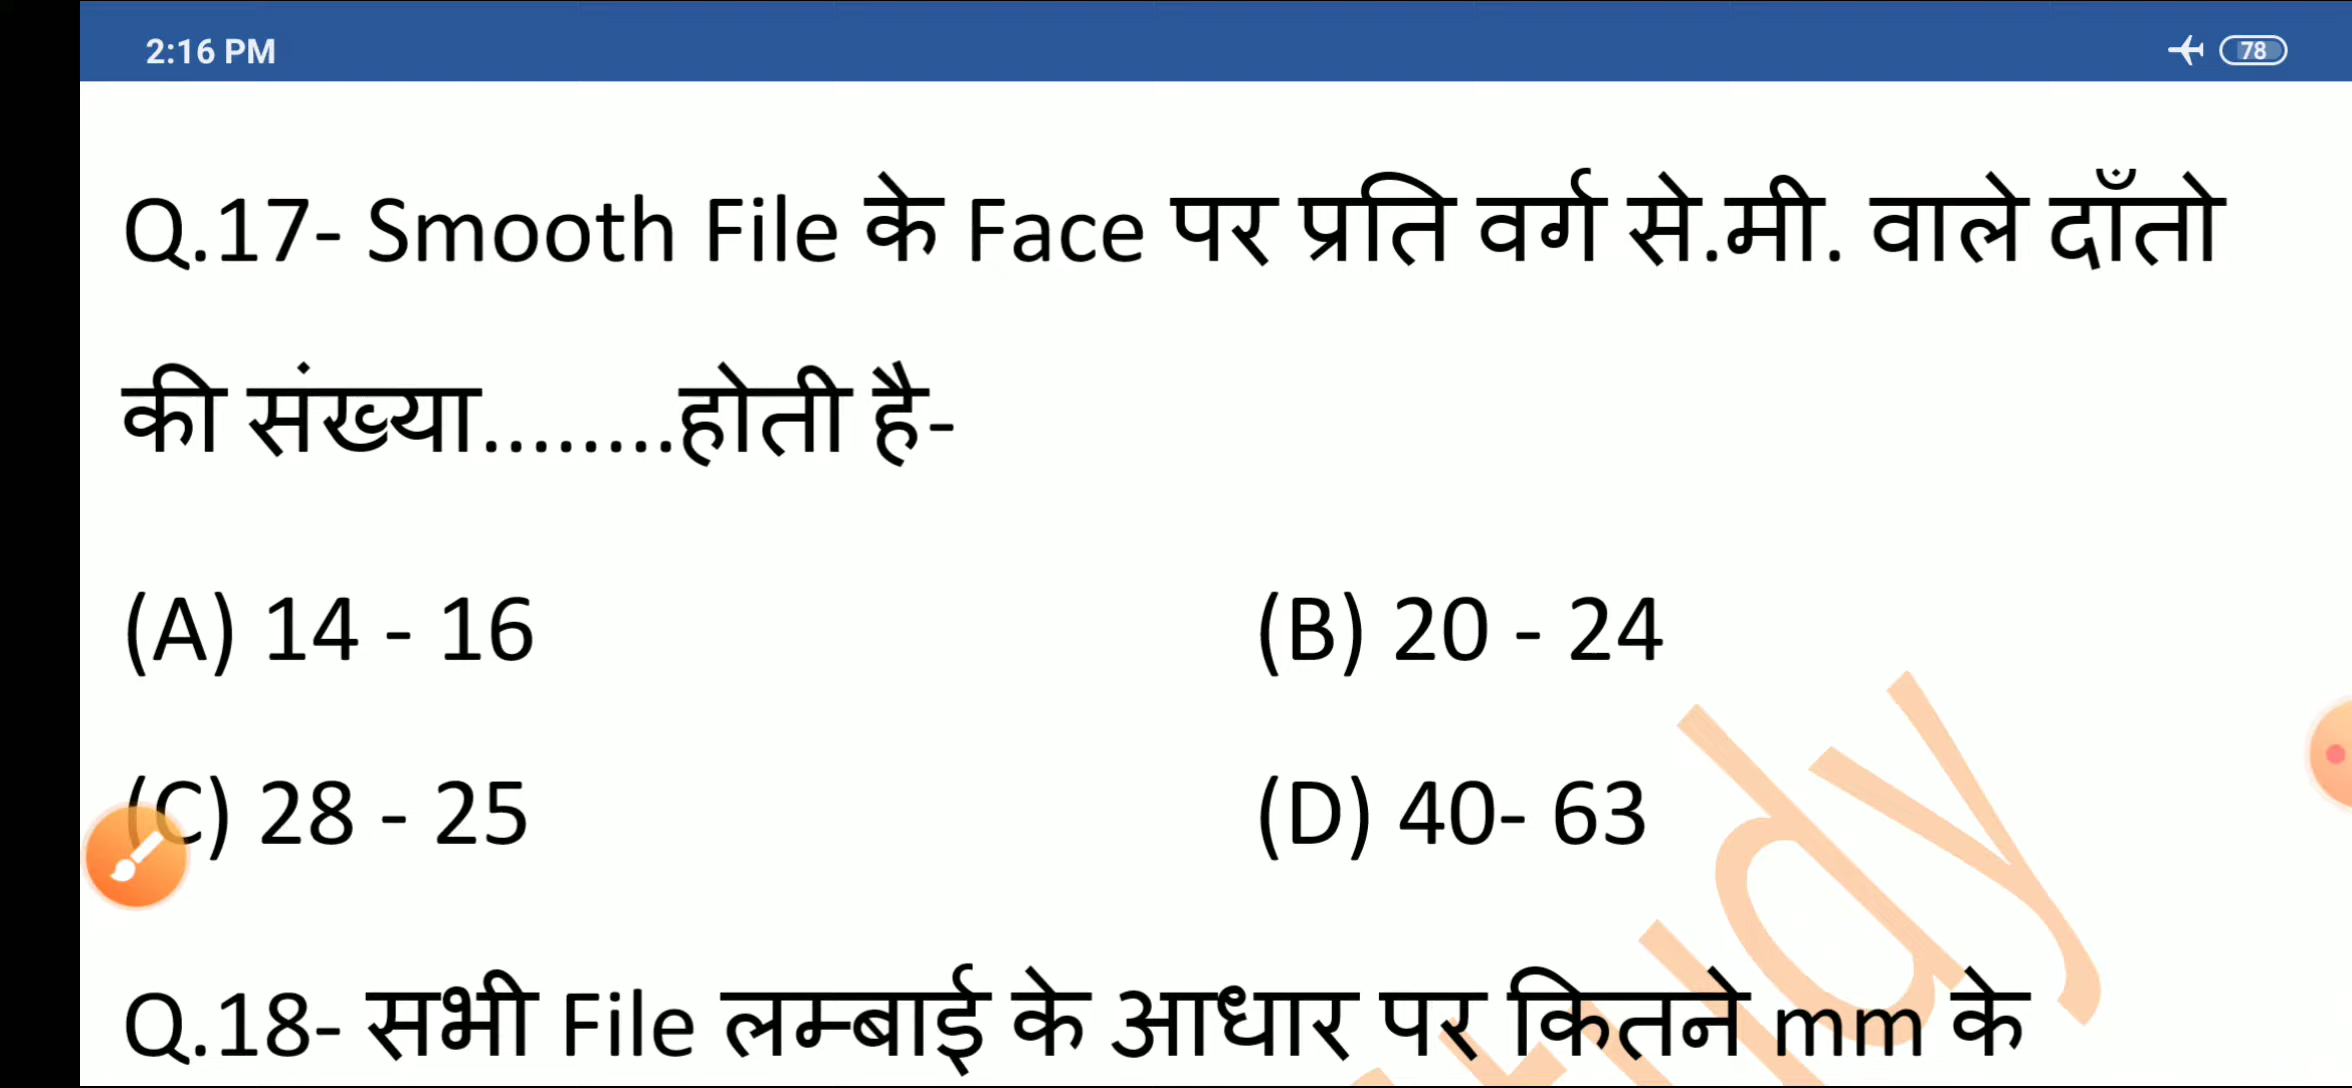 2:16 PM
78
Q.17- Smooth File के Face पर प्रति वर्ग से.मी. वाले दाँतो
की संख्या........होती है-
(A) 14 - 16 (B) 20 - 24
(C) 28 - 25 (D) 40- 63
Q.18- सभी File लम्बाई के आधार पर कितने mm के